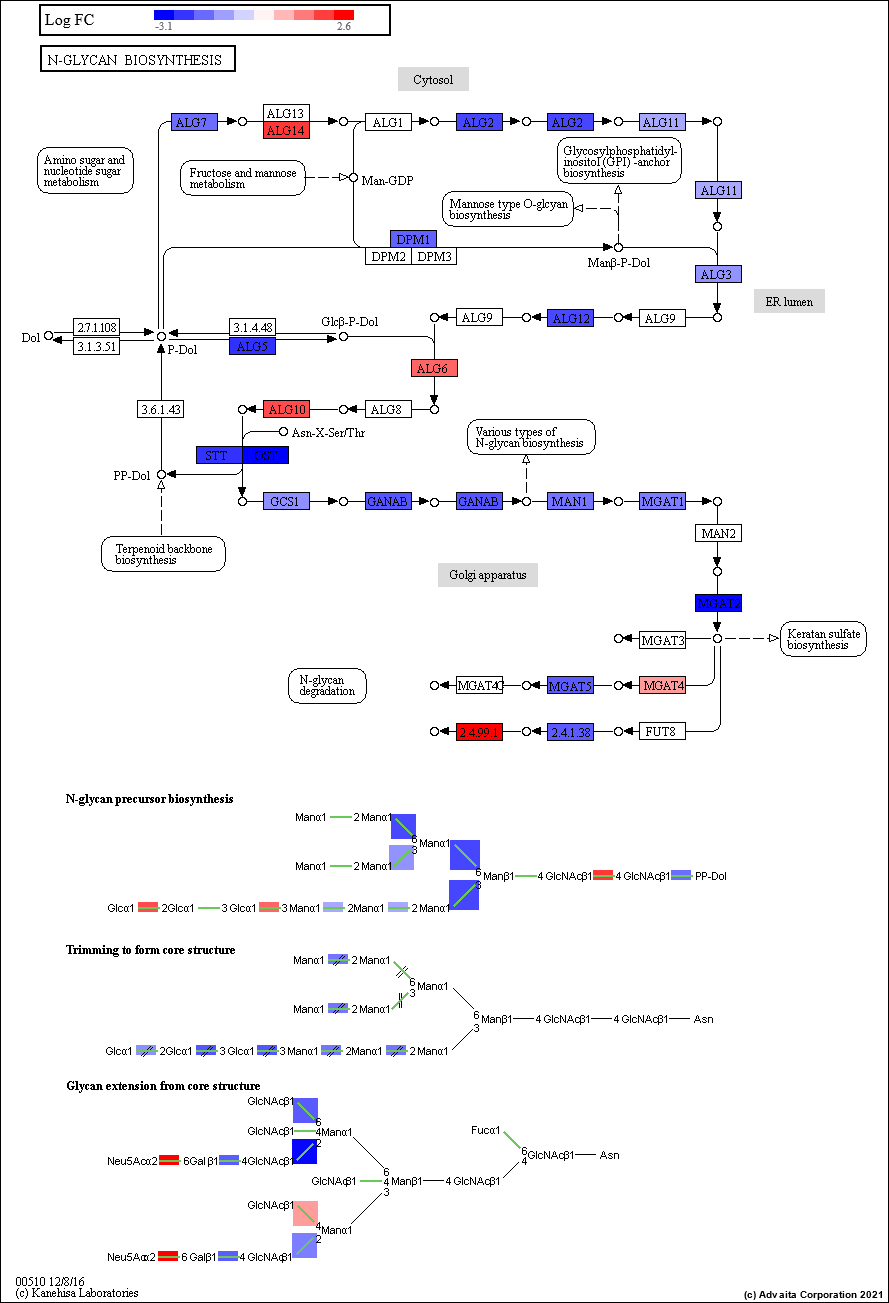 Log FC
-3.1
2.6
N-GLYCAN BIOSYNTHESIS
Cytosol
ALG7
ALG13
ALG14
ALG1
ALG2
ALG2
ALG11
Amino sugar and
nucleotide sugar
metabolism
Fructose and mannose
metabolism
Man-GDP
Glycosylphosphatidyl-
inositol (GPI) -anchor
biosynthesis
Mannose type O-glcyan
biosynthesis
ALG11
DPM1
DPM2
DPM3
Manβ-P-Dol
ALG3
ER lumen
Dol
2.7.1.108
3.1.3.51
P-Dol
3.1.4.48
ALG5
Glcβ-P-Dol
ALG9
ALG12
ALG9
ALG6
3.6.1.43
ALG10
ALG8
Asn-X-Ser/Thr
STT
OST
PP-Dol
Various types of
N-glycan biosynthesis
GCS1
GANAB
GANAB
MAN1
MGAT1
Terpenoid backbone
biosynthesis
MAN2
Golgi apparatus
MGAT2
MGAT3
Keratan sulfate
biosynthesis
N-glycan
degradation
MGAT4C
MGAT5
MGAT4
2.4.99.1
2.4.1.38
FUT8
N-glycan precursor biosynthesis
Manα1 2 Manα1
6
3 Manα1
Manα1 2 Manα1
6
3 Manβ1 4 GlcNAcβ1 4 GlcNAcβ1 PP-Dol
Glcα1 2Glcα1 3 Glcα1 3 Manα1 2Manα1 2 Manα1
Trimming to form core structure
Manα1 2 Manα1
6
3 Manα1
Manα1 2 Manα1
6
3 Manβ1 4 GlcNAcβ1 4 GlcNAcβ1 Asn
Glcα1 2Glcα1 3 Glcα1 3 Manα1 2Manα1 2 Manα1
Glycan extension from core structure
GlcNAcβ1
6
GlcNAcβ1 4Manα1
2
Neu5Acα2 6Gal β1 4GlcNAcβ1
Fucα1
6
4 GlcNAcβ1 Asn
6
GlcNAcβ1 4 Manβ1 4 GlcNAcβ1
3
GlcNAcβ1
4
2 Manα1
Neu5Acα2 6 Galβ1 4 GlcNAcβ1
00510 12/8/16
(c) Kanehisa Laboratories
(c) Advaita Corporation 2021